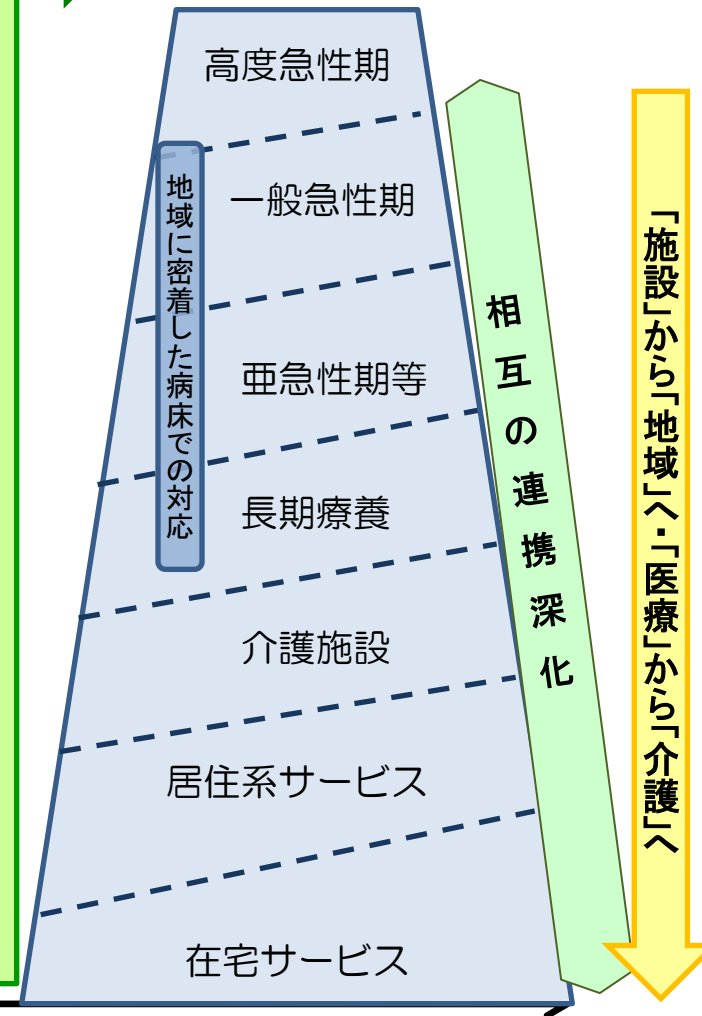 高度急性期
一般急性期
亜急性期等
長期療養
介護施設
居住系サービス
在宅サービス
地域に密着した病床での対応
相互の連携深化
「施設」から「地域」へ・「医療」から「介護」へ